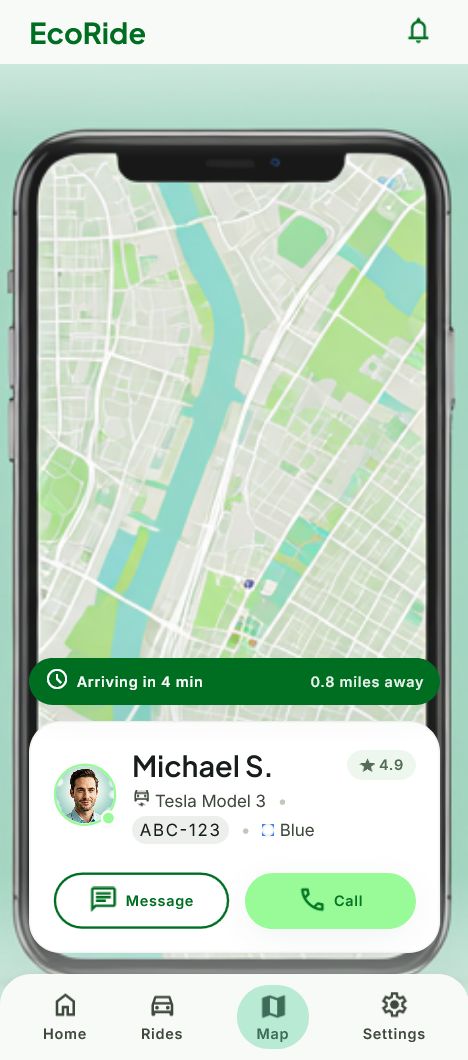 EcoRide
Arriving in 4 min 0.8 miles away
Michael S. ★ 4.9
Tesla Model 3 •
ABC-123 • Blue
Message Call
Home Rides Map Settings